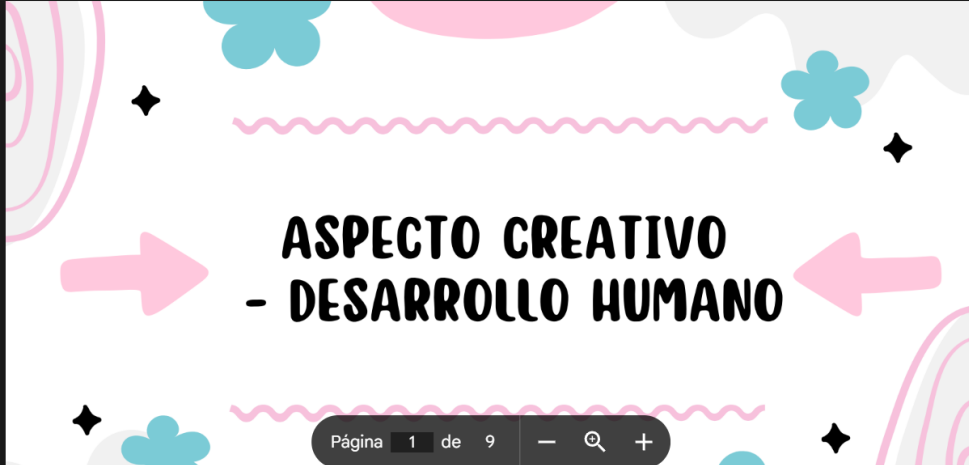 ASPECTO CREATIVO
- DESARROLLO HUMANO
Página 1 de 9